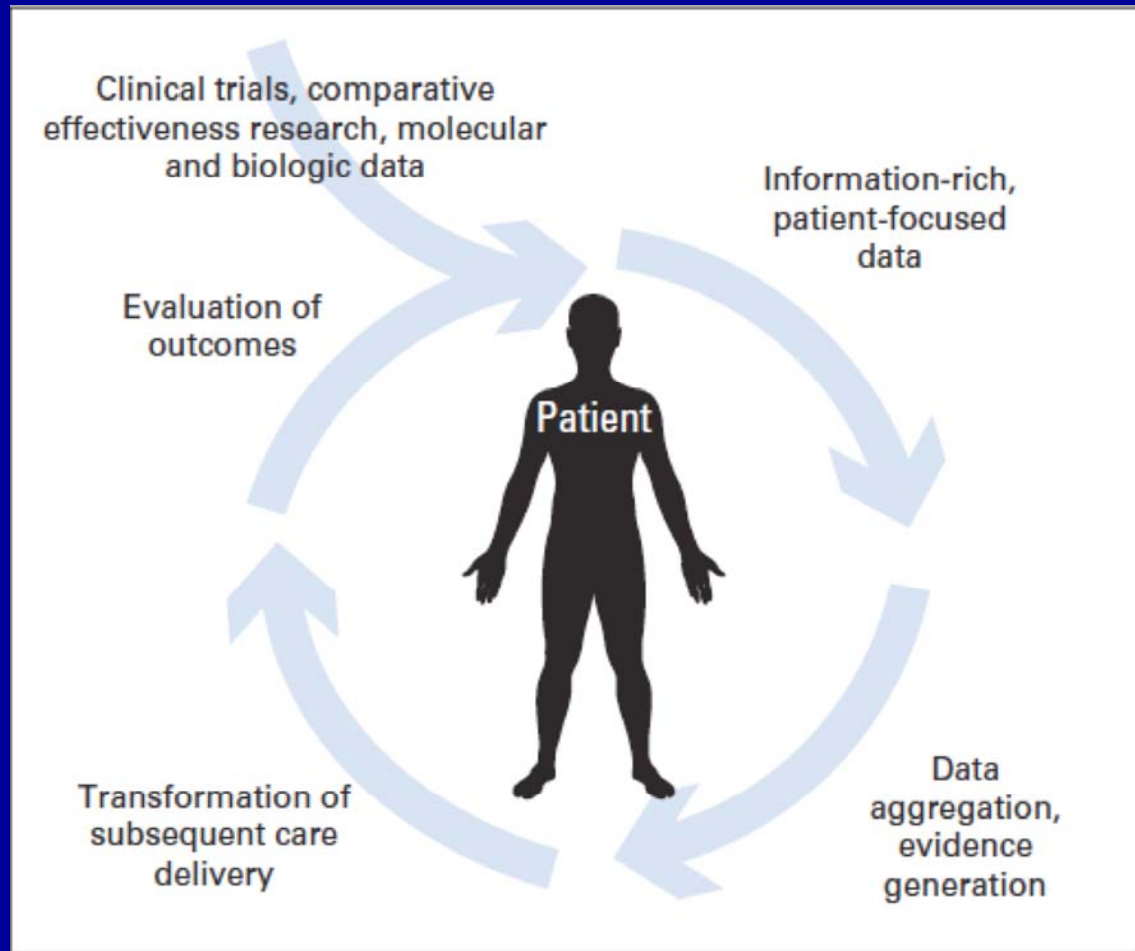 Clinical trials, comparative
effectiveness research, molecular
and biologic data
Information-rich,
patient-focused
data
Evaluation of
outcomes
Patient
Data
aggregation,
evidence
generation
Transformation of
subsequent care
delivery